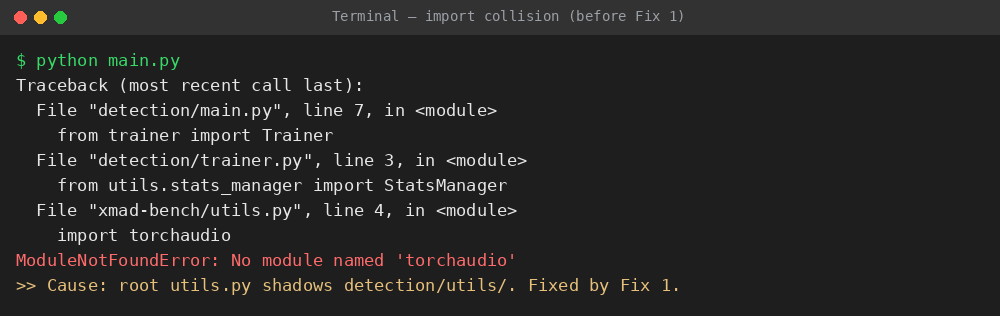 Terminal — import collision (before Fix 1)
$ python main.py
Traceback (most recent call last):
  File "detection/main.py", line 7, in <module>
    from trainer import Trainer
  File "detection/trainer.py", line 3, in <module>
    from utils.stats_manager import StatsManager
  File "xmad-bench/utils.py", line 4, in <module>
    import torchaudio
ModuleNotFoundError: No module named 'torchaudio'
>> Cause: root utils.py shadows detection/utils/. Fixed by Fix 1.